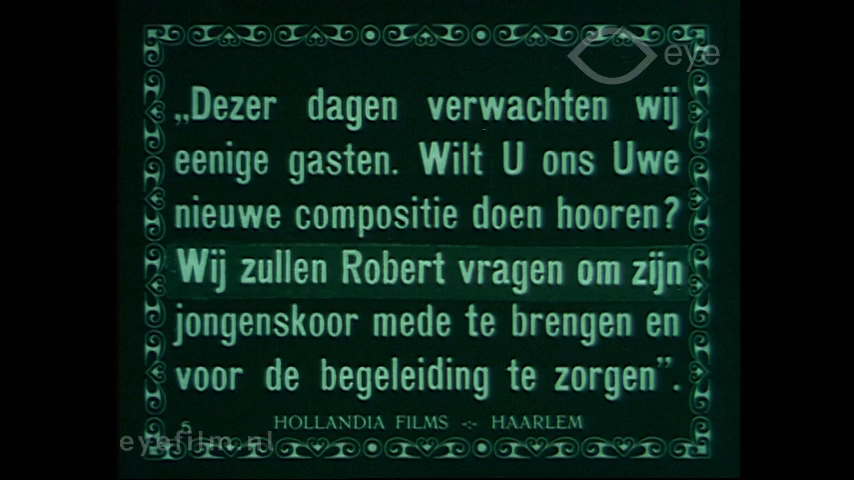 eye
„Dezer dagen verwachten wij
eenige gasten. Wilt U ons Uwe
nieuwe compositie doen hooren?
Wij zullen Robert vragen om zijn
jongenskoor mede te brengen en
voor de begeleiding te zorgen”.
5 HOLLANDIA FILMS -:- HAARLEM
eyefilm.nl